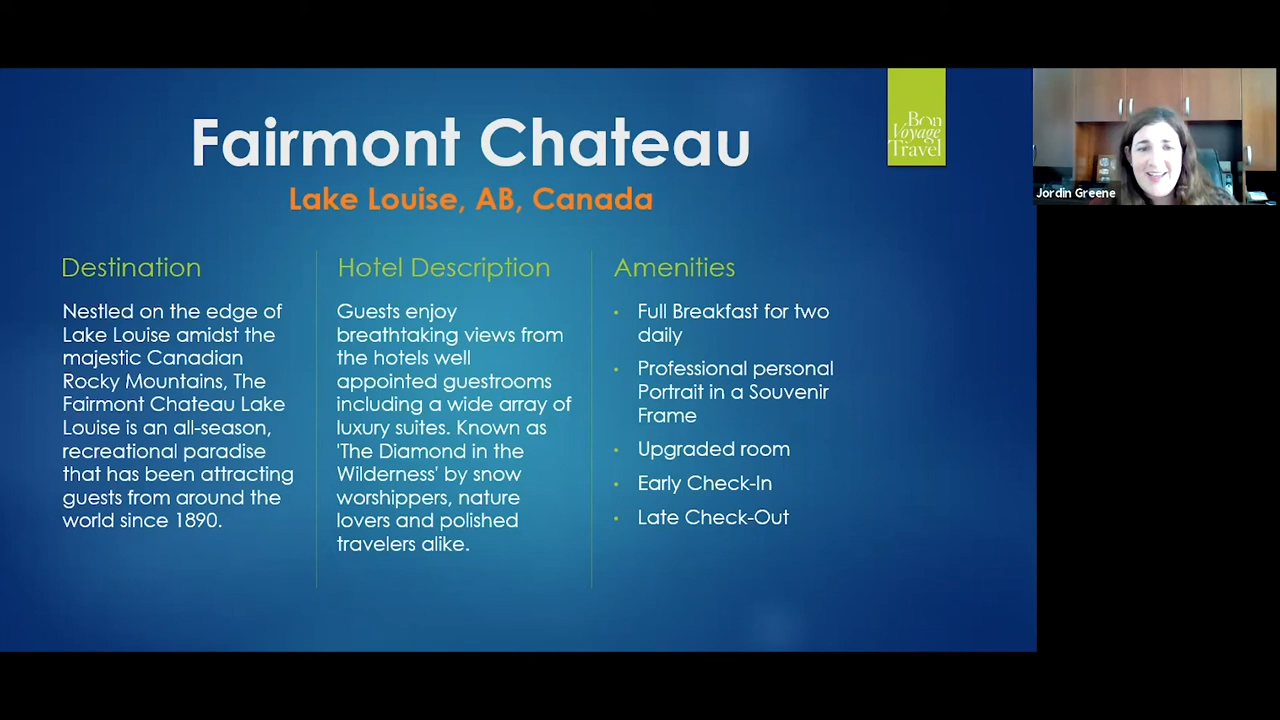 Fairmont Chateau
Lake Louise, AB, Canada
Bon
Voyage
Travel
Jordin Greene
Destination
Nestled on the edge of
Lake Louise amidst the
majestic Canadian
Rocky Mountains, The
Fairmont Chateau Lake
Louise is an all-season,
recreational paradise
that has been attracting
guests from around the
world since 1890.
Hotel Description
Guests enjoy
breathtaking views from
the hotels well
appointed guestrooms
including a wide array of
luxury suites. Known as
'The Diamond in the
Wilderness' by snow
worshippers, nature
lovers and polished
travelers alike.
Amenities
• Full Breakfast for two
daily
• Professional personal
Portrait in a Souvenir
Frame
• Upgraded room
• Early Check-In
• Late Check-Out